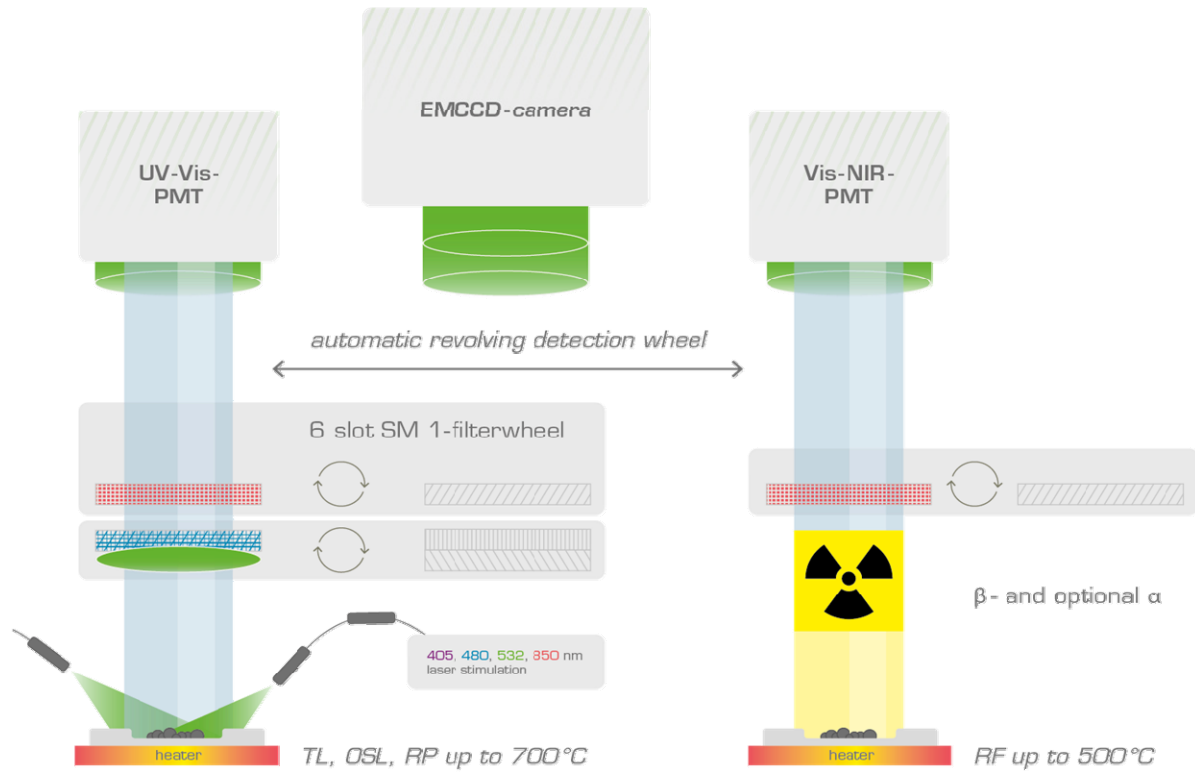 EMCCD-camera
UV-Vis-
PMT
Vis-NIR-
PMT
automatic revolving detection wheel
6 slot SM 1-filterwheel
β- and optional α
405, 480, 532, 850 nm
laser stimulation
heater
TL, OSL, RP up to 700°C
heater
RF up to 500°C